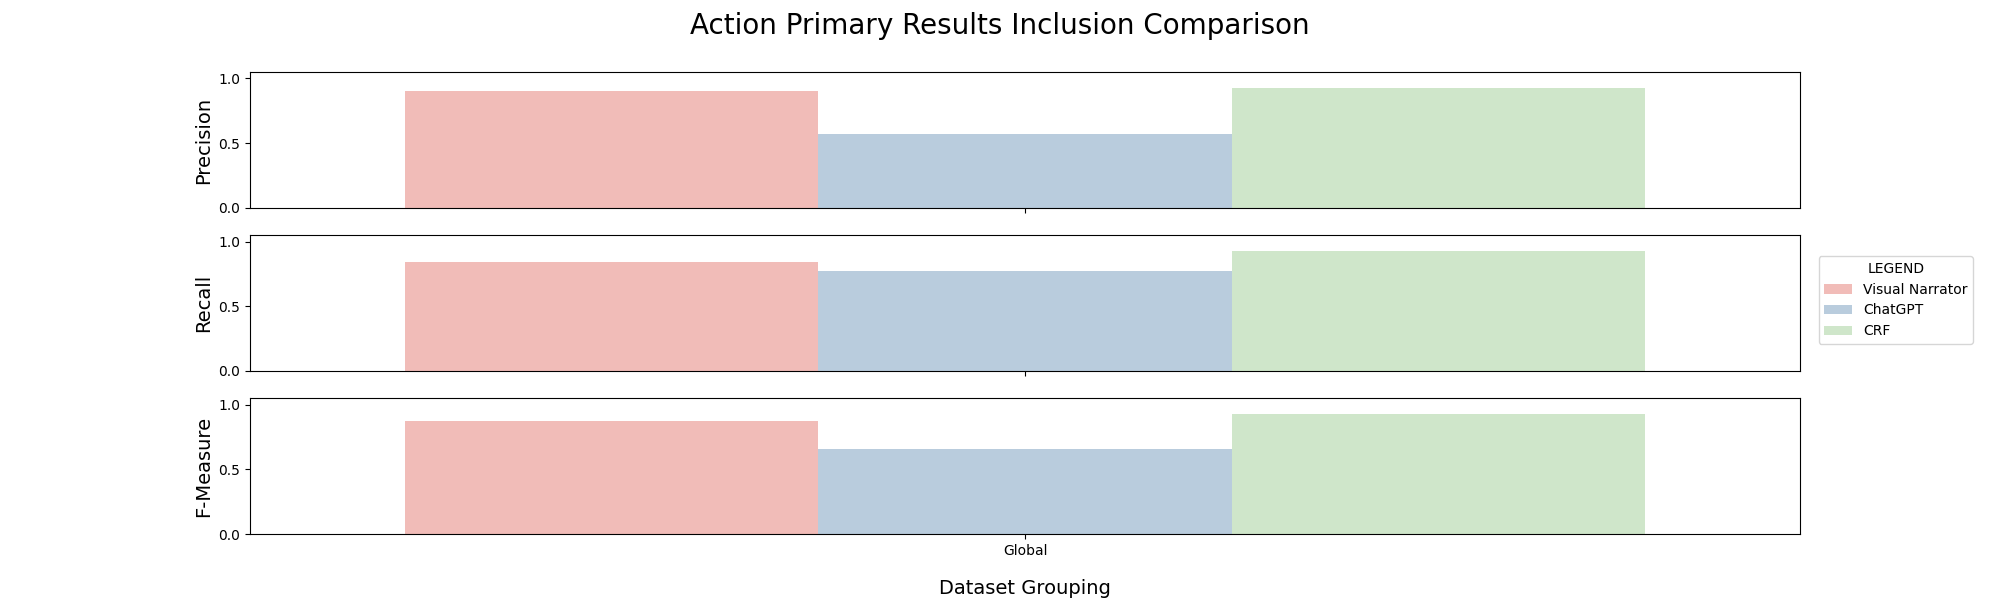 Action Primary Results Inclusion Comparison
1.0
0.5
0.0
Precision
1.0
0.5
0.0
Recall
LEGEND
Visual Narrator
ChatGPT
CRF
1.0
0.5
0.0
F-Measure
Global
Dataset Grouping